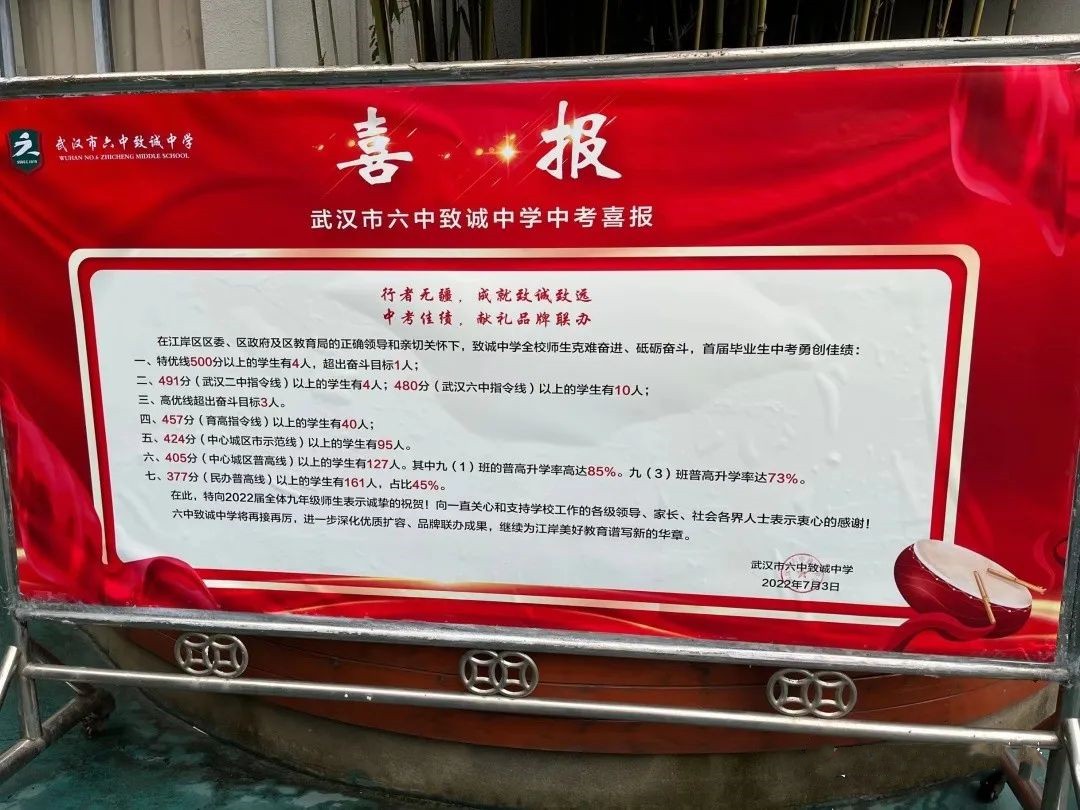 武汉市六中致诚中学
WUHAN NO.6 ZHICHENG MIDDLE SCHOOL
喜报
武汉市六中致诚中学中考喜报
行者无疆，成就致诚致远
中考佳绩，献礼品牌联办
在江岸区区委、区政府及区教育局的正确领导和亲切关怀下，致诚中学全校师生克难奋进、砥砺奋斗，首届毕业生中考勇创佳绩：
一、特优线500分以上的学生有4人，超出奋斗目标1人；
二、491分（武汉二中指令线）以上的学生有4人；480分（武汉六中指令线）以上的学生有10人；
三、高优线超出奋斗目标3人。
四、457分（育高指令线）以上的学生有40人；
五、424分（中心城区市示范线）以上的学生有95人。
六、405分（中心城区普高线）以上的学生有127人。其中九（1）班的普高升学率高达85%。九（3）班普高升学率达73%。
七、377分（民办普高线）以上的学生有161人，占比45%。
在此，特向2022届全体九年级师生表示诚挚的祝贺！向一直关心和支持学校工作的各级领导、家长、社会各界人士表示衷心的感谢！
六中致诚中学将再接再厉，进一步深化优质扩容、品牌联办成果，继续为江岸美好教育谱写新的华章。
武汉市六中致诚中学
2022年7月3日